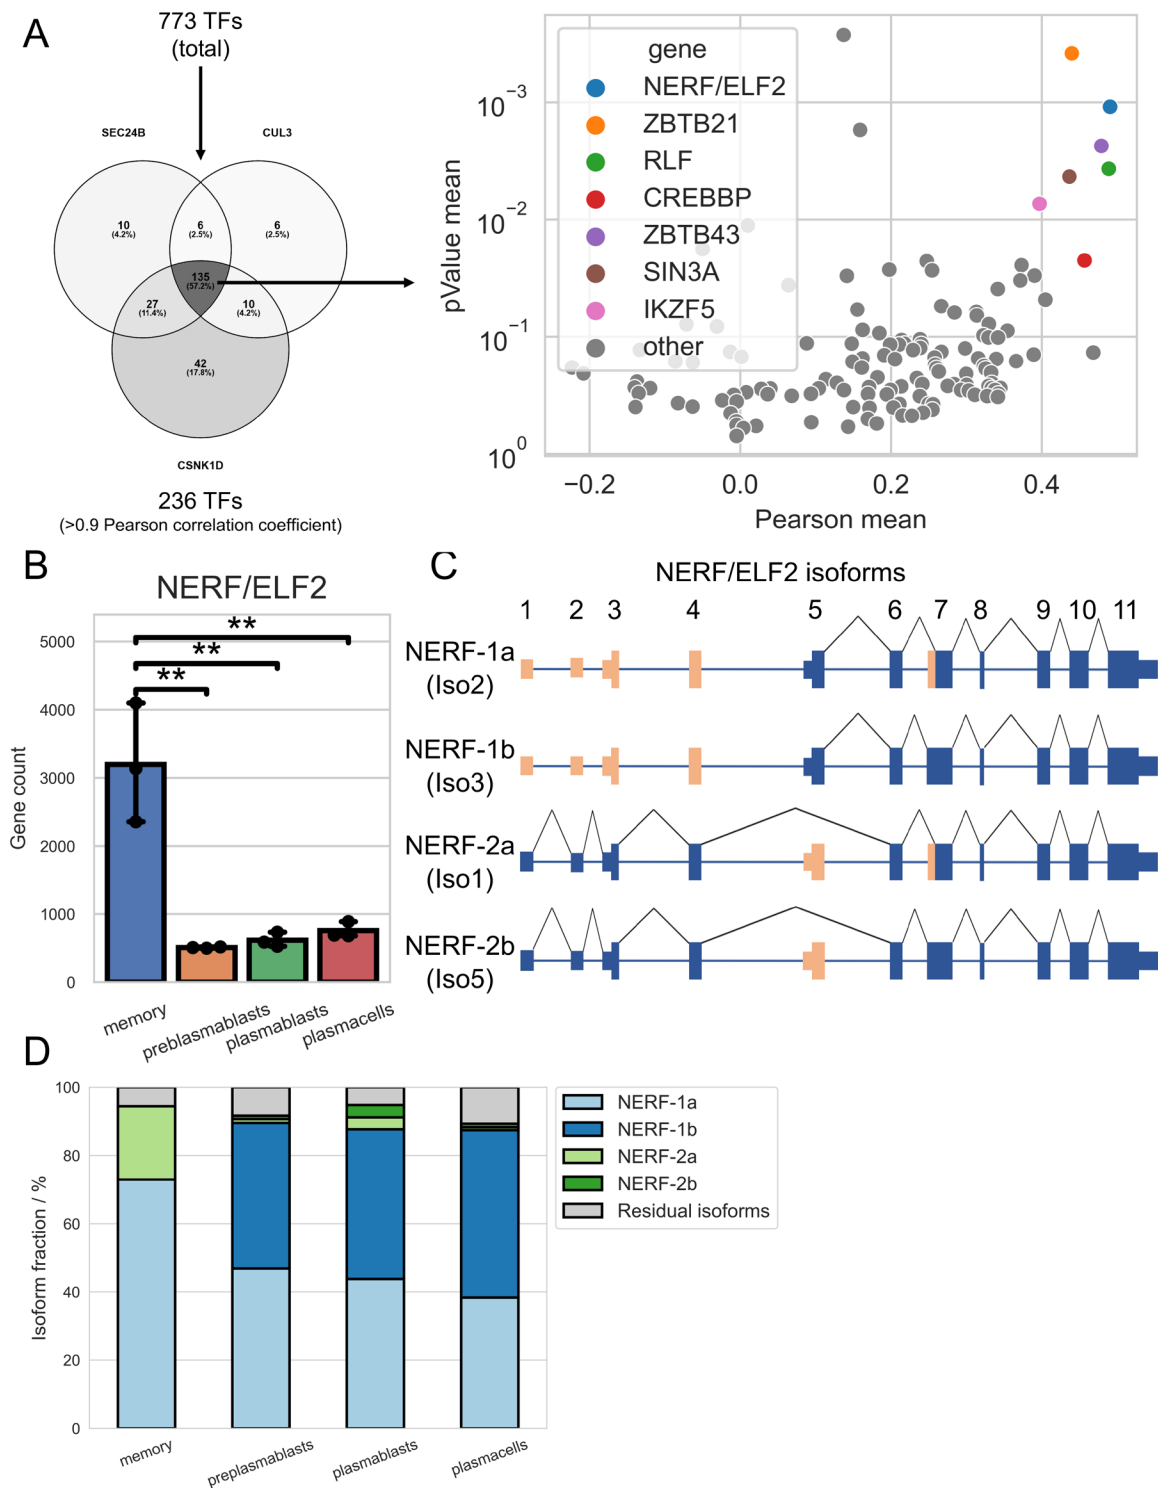 A
773 TFs
(total)
SEC24B
CUL3
10
(4.2%)
6
(2.5%)
6
(2.5%)
135
(57.2%)
27
(11.4%)
10
(4.2%)
42
(17.8%)
CSNK1D
236 TFs
(>0.9 Pearson correlation coefficient)
gene
NERF/ELF2
ZBTB21
RLF
CREBBP
ZBTB43
SIN3A
IKZF5
other
pValue mean
10⁻³
10⁻²
10⁻¹
10⁰
−0.2
0.0
0.2
0.4
Pearson mean
B
NERF/ELF2
**
**
**
Gene count
5000
4000
3000
2000
1000
0
memory
preblasmablasts
plasmablasts
plasmacells
C
NERF/ELF2 isoforms
1 2 3 4 5 6 7 8 9 10 11
NERF-1a
(Iso2)
NERF-1b
(Iso3)
NERF-2a
(Iso1)
NERF-2b
(Iso5)
D
Isoform fraction / %
100
80
60
40
20
0
memory
preplasmablasts
plasmablasts
plasmacells
NERF-1a
NERF-1b
NERF-2a
NERF-2b
Residual isoforms